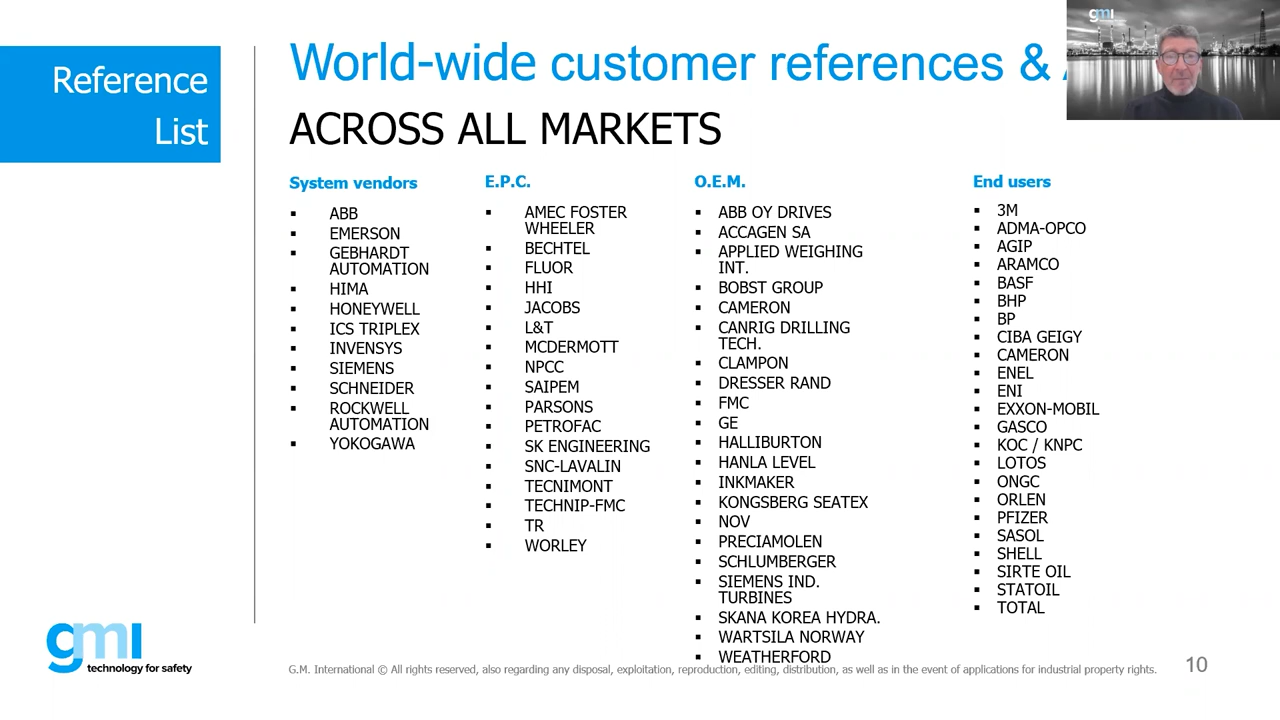 gmi
Reference
List
World-wide customer references &
ACROSS ALL MARKETS
System vendors
ABB
EMERSON
GEBHARDT
AUTOMATION
HIMA
HONEYWELL
ICS TRIPLEX
INVENSYS
SIEMENS
SCHNEIDER
ROCKWELL
AUTOMATION
YOKOGAWA
E.P.C.
AMEC FOSTER
WHEELER
BECHTEL
FLUOR
HHI
JACOBS
L&T
MCDERMOTT
NPCC
SAIPEM
PARSONS
PETROFAC
SK ENGINEERING
SNC-LAVALIN
TECNIMONT
TECHNIP-FMC
TR
WORLEY
O.E.M.
ABB OY DRIVES
ACCAGEN SA
APPLIED WEIGHING
INT.
BOBST GROUP
CAMERON
CANRIG DRILLING
TECH.
CLAMPON
DRESSER RAND
FMC
GE
HALLIBURTON
HANLA LEVEL
INKMAKER
KONGSBERG SEATEX
NOV
PRECIAMOLEN
SCHLUMBERGER
SIEMENS IND.
TURBINES
SKANA KOREA HYDRA.
WARTSILA NORWAY
WEATHERFORD
End users
3M
ADMA-OPCO
AGIP
ARAMCO
BASF
BHP
BP
CIBA GEIGY
CAMERON
ENEL
ENI
EXXON-MOBIL
GASCO
KOC / KNPC
LOTOS
ONGC
ORLEN
PFIZER
SASOL
SHELL
SIRTE OIL
STATOIL
TOTAL
gmi
technology for safety
G.M. International © All rights reserved, also regarding any disposal, exploitation, reproduction, editing, distribution, as well as in the event of applications for industrial property rights.
10